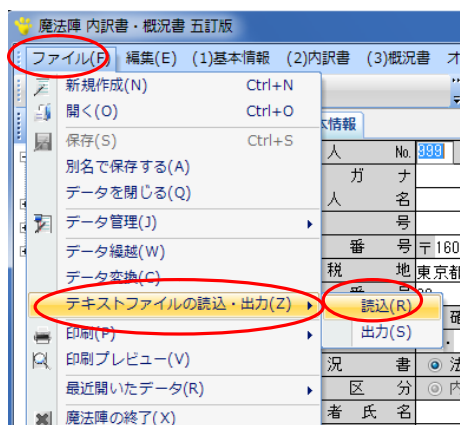 魔法陣 内訳書・概況書 五訂版
ファイル(F) 編集(E) (1)基本情報 (2)内訳書 (3)概況書
新規作成(N) Ctrl+N
開く(O) Ctrl+O
保存(S) Ctrl+S
別名で保存する(A)
データを閉じる(Q)
データ管理(J)
データ繰越(W)
データ変換(C)
テキストファイルの読込・出力(Z)
読込(R)
出力(S)
印刷(P)
印刷プレビュー(V)
最近開いたデータ(R)
魔法陣の終了(X)
本情報
人 No. 999
ガ ナ
人 名
号
番 号 〒160
税 地 東京都
確
況 書 法
区 分 内
者 氏 名